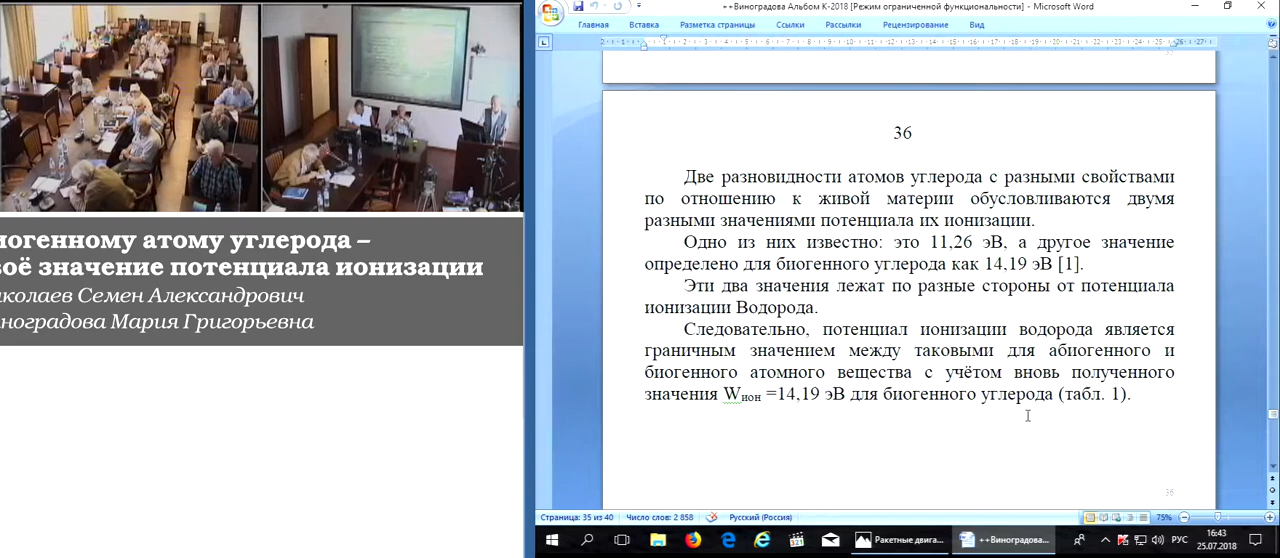 ++Виноградова Альбом К-2018 [Режим ограниченной функциональности] - Microsoft Word
Главная Вставка Разметка страницы Ссылки Рассылки Рецензирование Вид
36
Две разновидности атомов углерода с разными свойствами
по отношению к живой материи обусловливаются двумя
разными значениями потенциала их ионизации.
Одно из них известно: это 11,26 эВ, а другое значение
определено для биогенного углерода как 14,19 эВ [1].
Эти два значения лежат по разные стороны от потенциала
ионизации Водорода.
Следовательно, потенциал ионизации водорода является
граничным значением между таковыми для абиогенного и
биогенного атомного вещества с учётом вновь полученного
значения Wион =14,19 эВ для биогенного углерода (табл. 1).
36
иогенному атому углерода –
воё значение потенциала ионизации
иколаев Семен Александрович
иноградова Мария Григорьевна
Страница: 35 из 40 Число слов: 2 858 Русский (Россия) 75%
Ракетные двига... ++Виноградова... РУС 16:43
25.07.2018